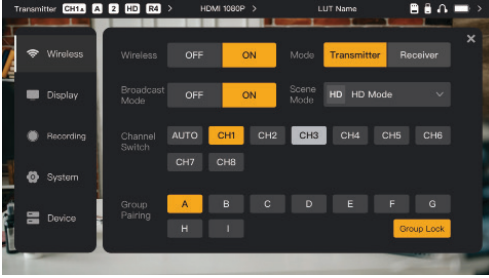 Transmitter CH1 A 2 HD R4 > HDMI 1080P > LUT Name >
Wireless
Display
Recording
System
Device
Wireless OFF ON Mode Transmitter Receiver
Broadcast Mode OFF ON Scene Mode HD HD Mode
Channel Switch AUTO CH1 CH2 CH3 CH4 CH5 CH6
CH7 CH8
Group Pairing A B C D E F G
H I Group Lock